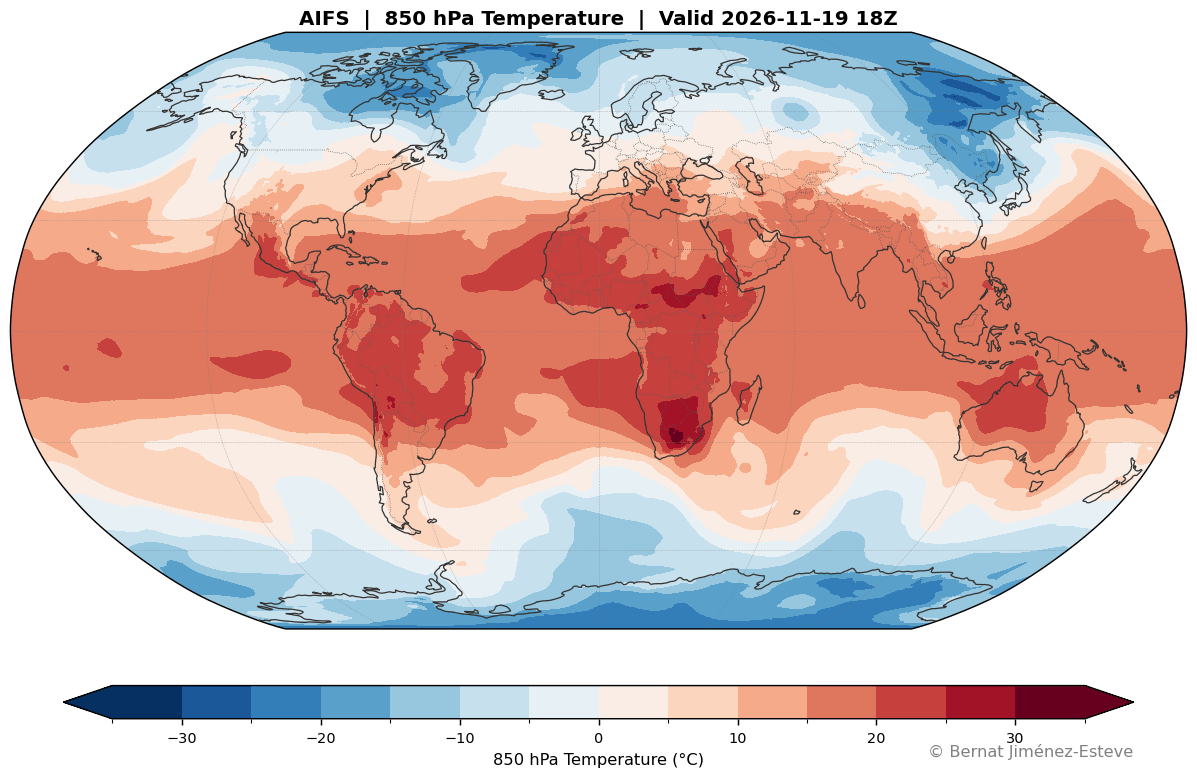 AIFS | 850 hPa Temperature | Valid 2026-11-19 18Z
−30 −20 −10 0 10 20 30
850 hPa Temperature (°C)
© Bernat Jiménez-Esteve